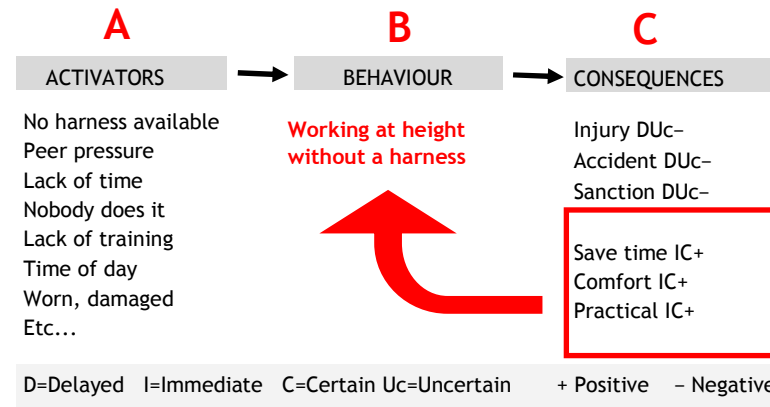 A B C
ACTIVATORS BEHAVIOUR CONSEQUENCES
No harness available
Peer pressure
Lack of time
Nobody does it
Lack of training
Time of day
Worn, damaged
Etc...
Working at height
without a harness
Injury DUc–
Accident DUc–
Sanction DUc–
Save time IC+
Comfort IC+
Practical IC+
D=Delayed I=Immediate C=Certain Uc=Uncertain + Positive – Negative